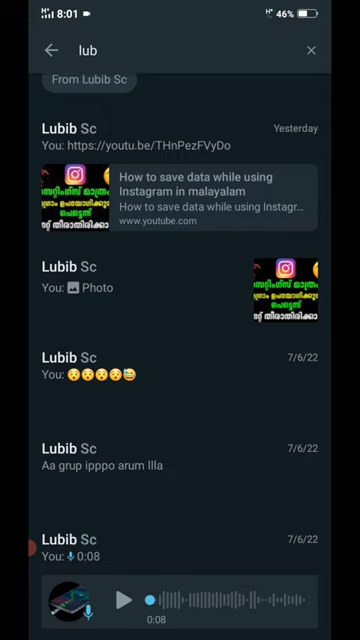 8:01
H+ 46%
lub
From Lubib Sc
Lubib Sc
Yesterday
You: https://youtu.be/THnPezFVyDo
How to save data while using
Instagram in malayalam
How to save data while using Instagr...
www.youtube.com
സെറ്റിംഗ്സ് മാത്രം
ഗ്രാം ഉപയോഗിക്കു
പെട്ടെന്ന്
നെറ്റ് തീരാതിരിക്കാ
Lubib Sc
You: Photo
Lubib Sc
7/6/22
You: 😯😯😯😯😅
Lubib Sc
7/6/22
Aa grup ipppo arum llla
Lubib Sc
7/6/22
You: 0:08
0:08